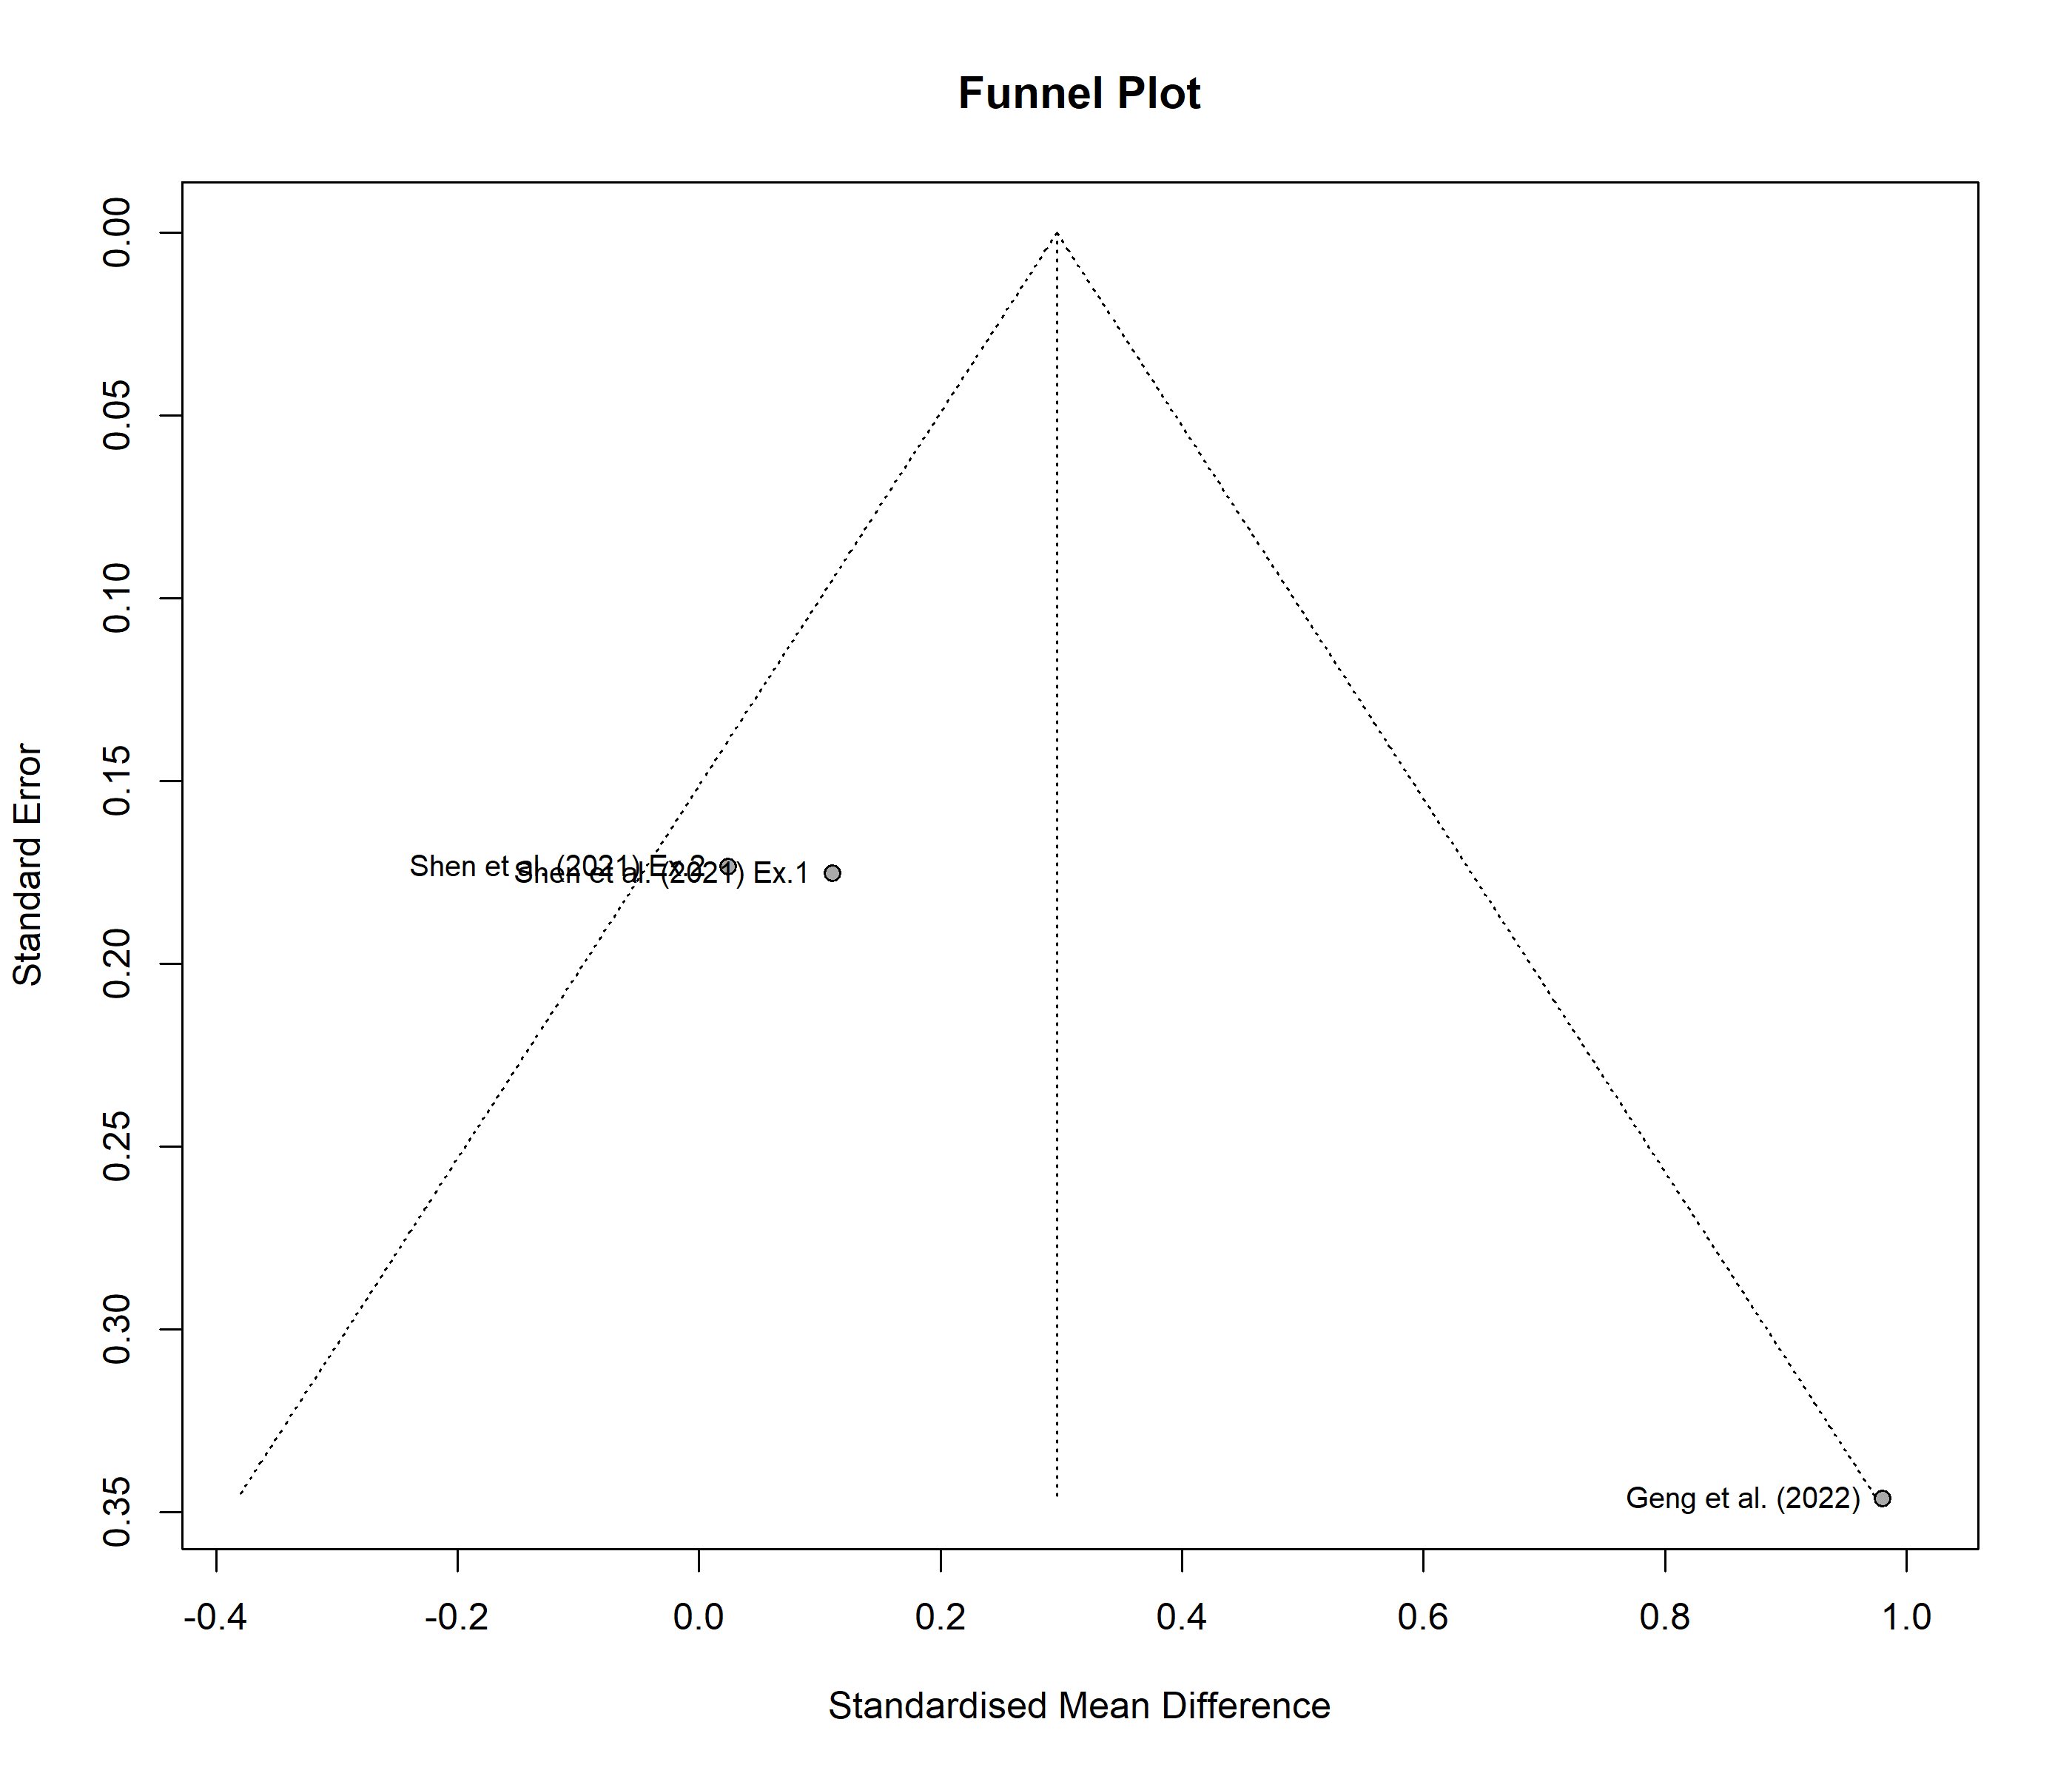 Funnel Plot
0.00
0.05
0.10
0.15
0.20
0.25
0.30
0.35
Standard Error
Shen et al. (2021) Ex.2
Shen et al. (2021) Ex.1
Geng et al. (2022)
-0.4
-0.2
0.0
0.2
0.4
0.6
0.8
1.0
Standardised Mean Difference